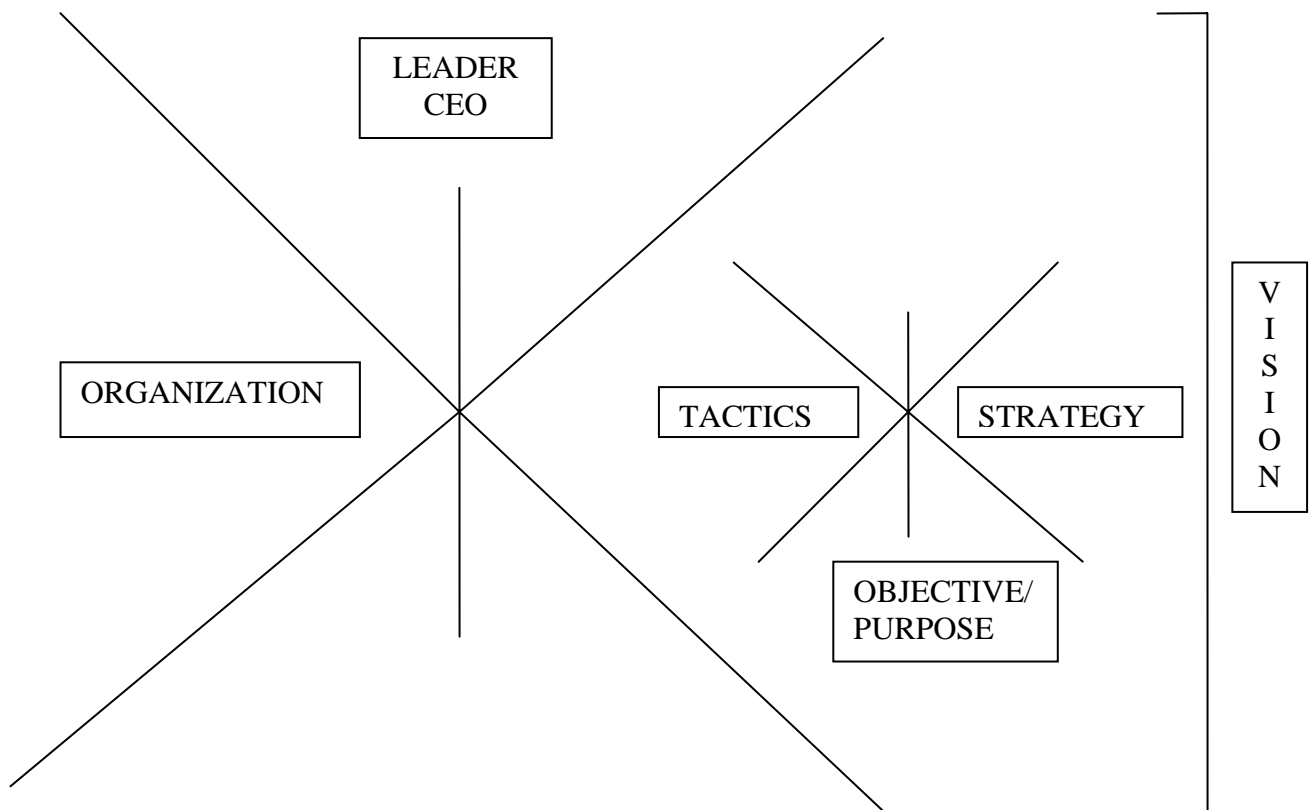 LEADER
CEO
ORGANIZATION
TACTICS
STRATEGY
OBJECTIVE/
PURPOSE
V
I
S
I
O
N